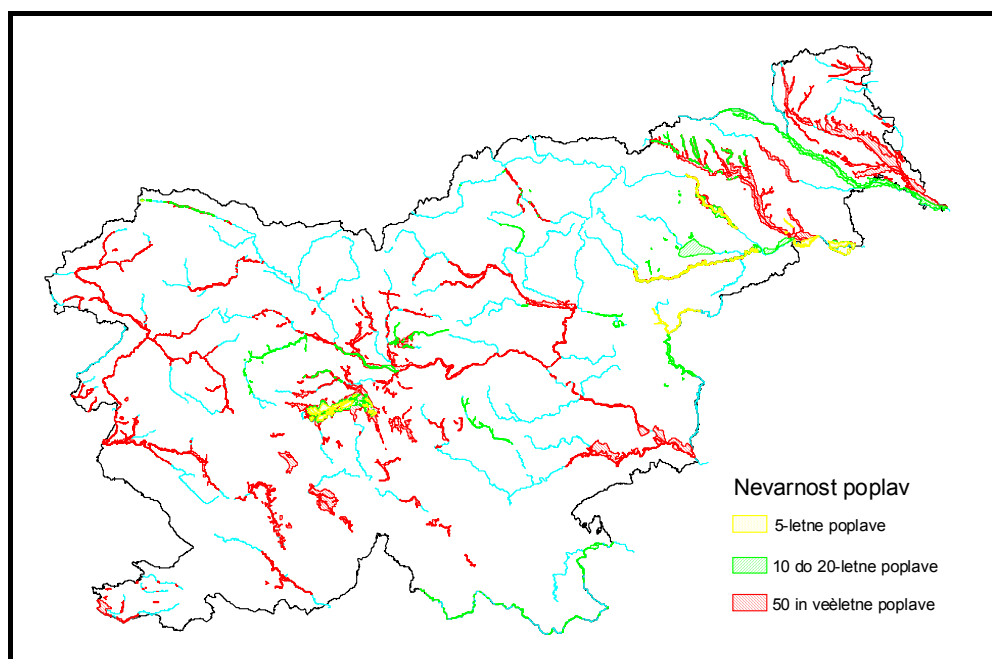 Nevarnost poplav
5-letne poplave
10 do 20-letne poplave
50 in veèletne poplave